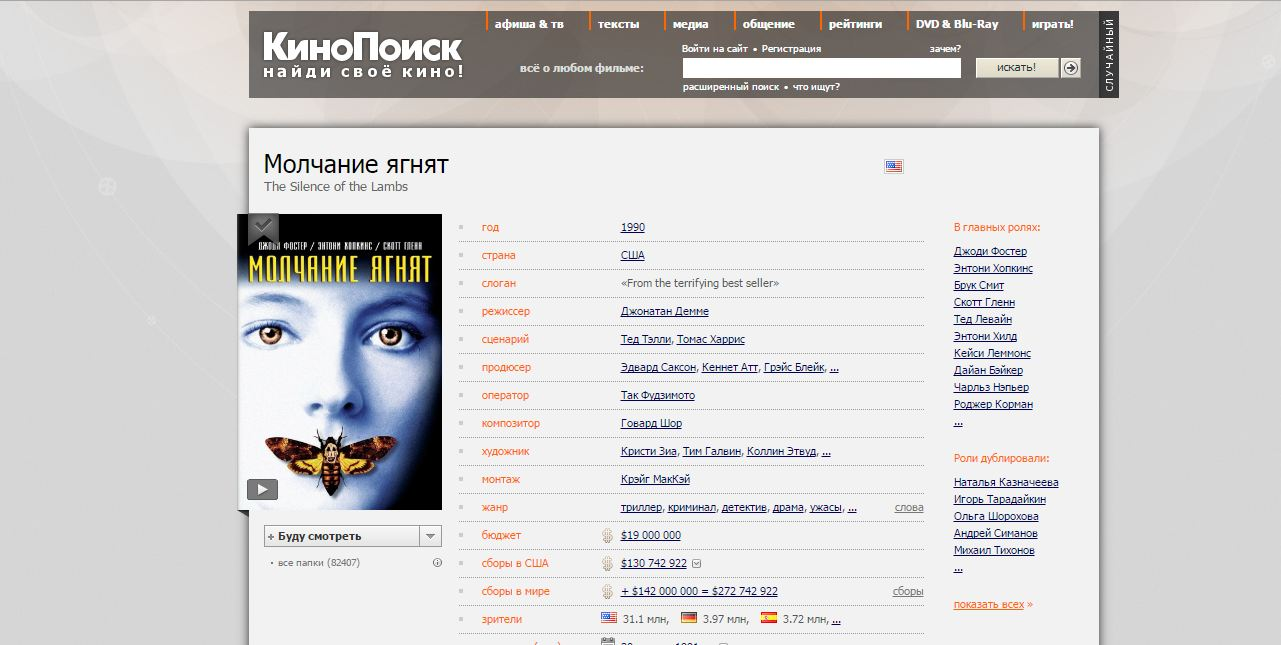 афиша & тв
тексты
медиа
общение
рейтинги
DVD & Blu-Ray
играть!
КиноПоиск
найди своё кино!
Войти на сайт • Регистрация
зачем?
всё о любом фильме:
искать!
расширенный поиск • что ищут?
СЛУЧАЙНЫЙ
Молчание ягнят
The Silence of the Lambs
ДЖОДИ ФОСТЕР / ЭНТОНИ ХОПКИНС / СКОТТ ГЛЕНН
МОЛЧАНИЕ ЯГНЯТ
+ Буду смотреть
• все папки (82407)
год 1990
страна США
слоган «From the terrifying best seller»
режиссер Джонатан Демме
сценарий Тед Тэлли, Томас Харрис
продюсер Эдвард Саксон, Кеннет Атт, Грэйс Блейк, ...
оператор Так Фудзимото
композитор Говард Шор
художник Кристи Зиа, Тим Галвин, Коллин Этвуд, ...
монтаж Крэйг МакКэй
жанр триллер, криминал, детектив, драма, ужасы, ... слова
бюджет $19 000 000
сборы в США $130 742 922
сборы в мире + $142 000 000 = $272 742 922 сборы
зрители 31.1 млн, 3.97 млн, 3.72 млн, ...
В главных ролях:
Джоди Фостер
Энтони Хопкинс
Брук Смит
Скотт Гленн
Тед Левайн
Энтони Хилд
Кейси Леммонс
Дайан Бэйкер
Чарльз Нэпьер
Роджер Корман
...
Роли дублировали:
Наталья Казначеева
Игорь Тарадайкин
Ольга Шорохова
Андрей Симанов
Михаил Тихонов
...
показать всех »